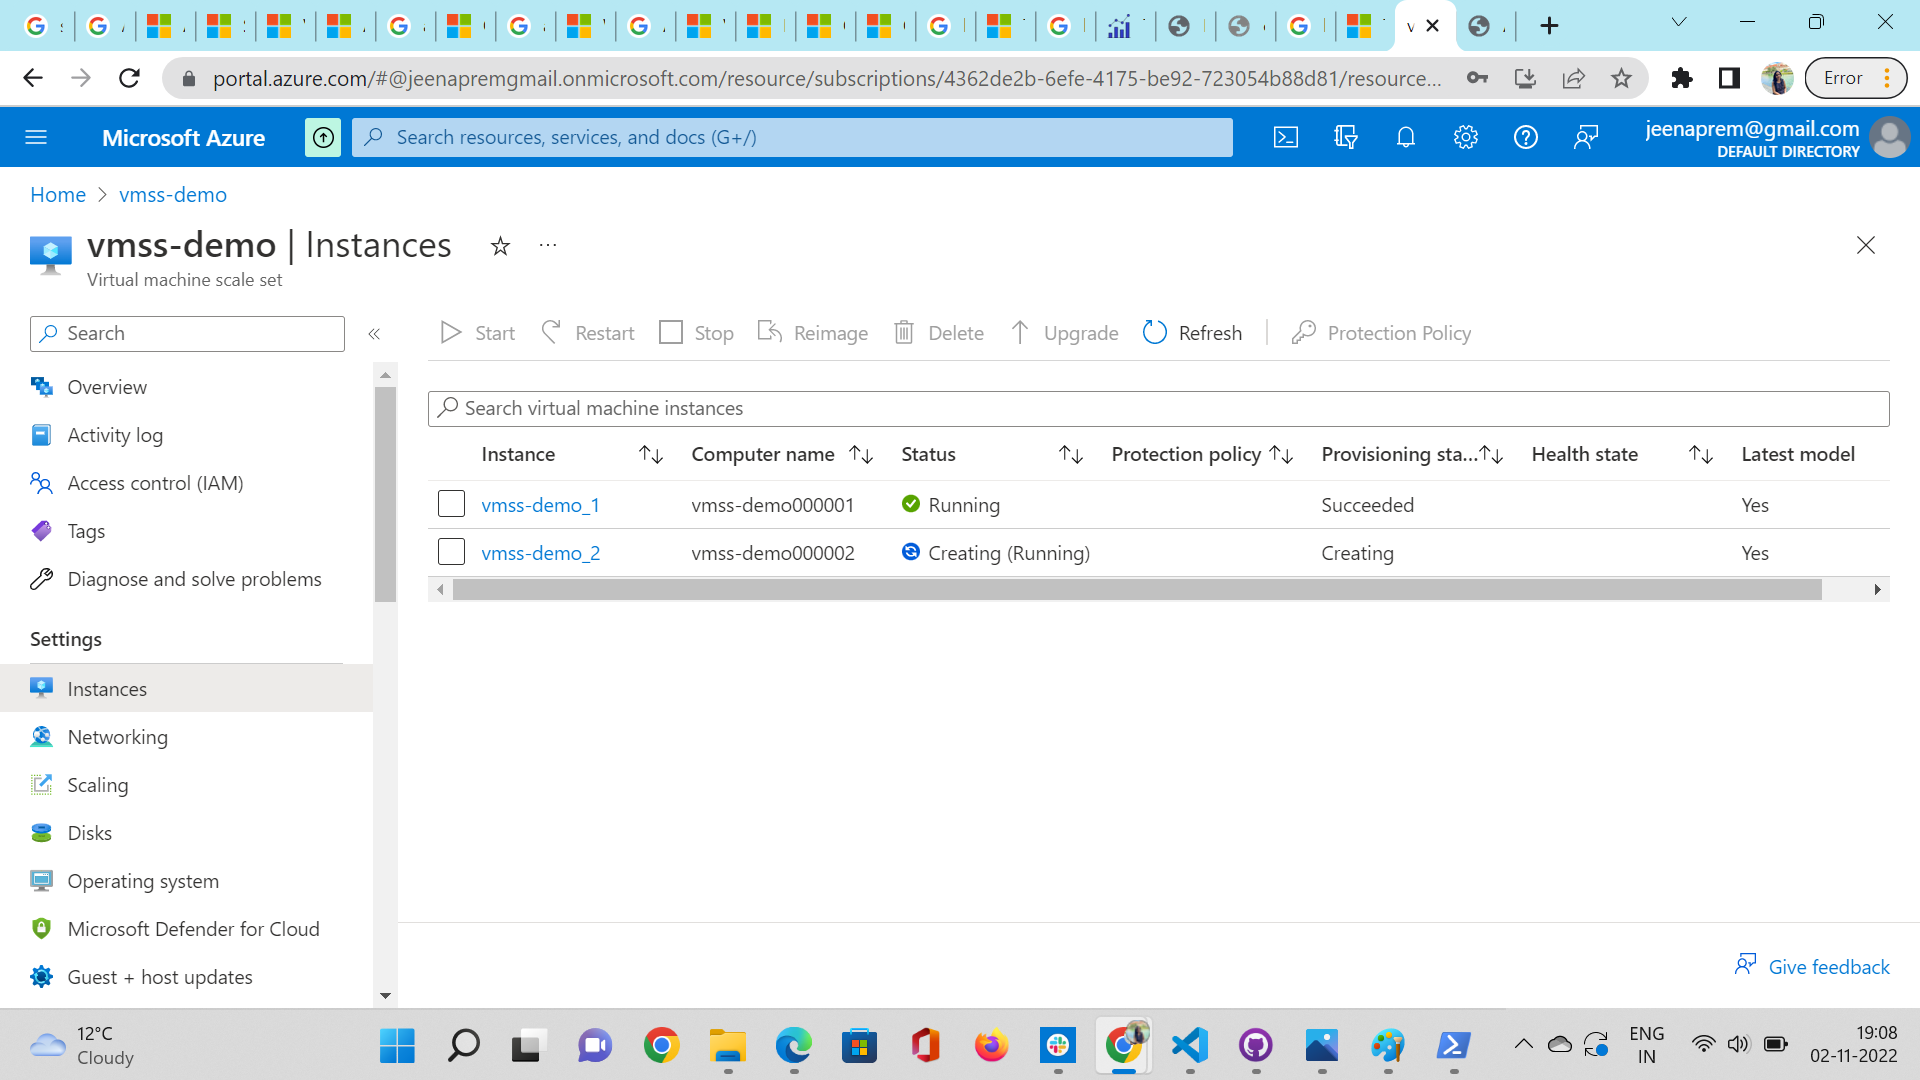 portal.azure.com/#@jeenapremgmail.onmicrosoft.com/resource/subscriptions/4362de2b-6efe-4175-be92-723054b88d81/resource...
Error
Microsoft Azure
Search resources, services, and docs (G+/)
jeenaprem@gmail.com
DEFAULT DIRECTORY
Home > vmss-demo
vmss-demo | Instances
Virtual machine scale set
Search
Start Restart Stop Reimage Delete Upgrade Refresh Protection Policy
Overview
Activity log
Access control (IAM)
Tags
Diagnose and solve problems
Settings
Instances
Networking
Scaling
Disks
Operating system
Microsoft Defender for Cloud
Guest + host updates
Search virtual machine instances
Instance Computer name Status Protection policy Provisioning sta... Health state Latest model
vmss-demo_1 vmss-demo000001 Running Succeeded Yes
vmss-demo_2 vmss-demo000002 Creating (Running) Creating Yes
Give feedback
12°C
Cloudy
ENG
IN
19:08
02-11-2022